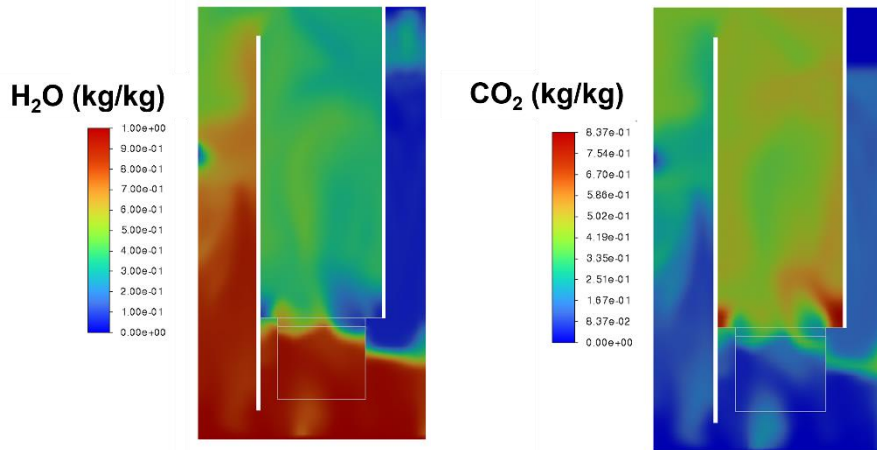 H₂O (kg/kg)
1.00e+00
9.00e-01
8.00e-01
7.00e-01
6.00e-01
5.00e-01
4.00e-01
3.00e-01
2.00e-01
1.00e-01
0.00e+00
CO₂ (kg/kg)
8.37e-01
7.54e-01
6.70e-01
5.86e-01
5.02e-01
4.19e-01
3.35e-01
2.51e-01
1.67e-01
8.37e-02
0.00e+00